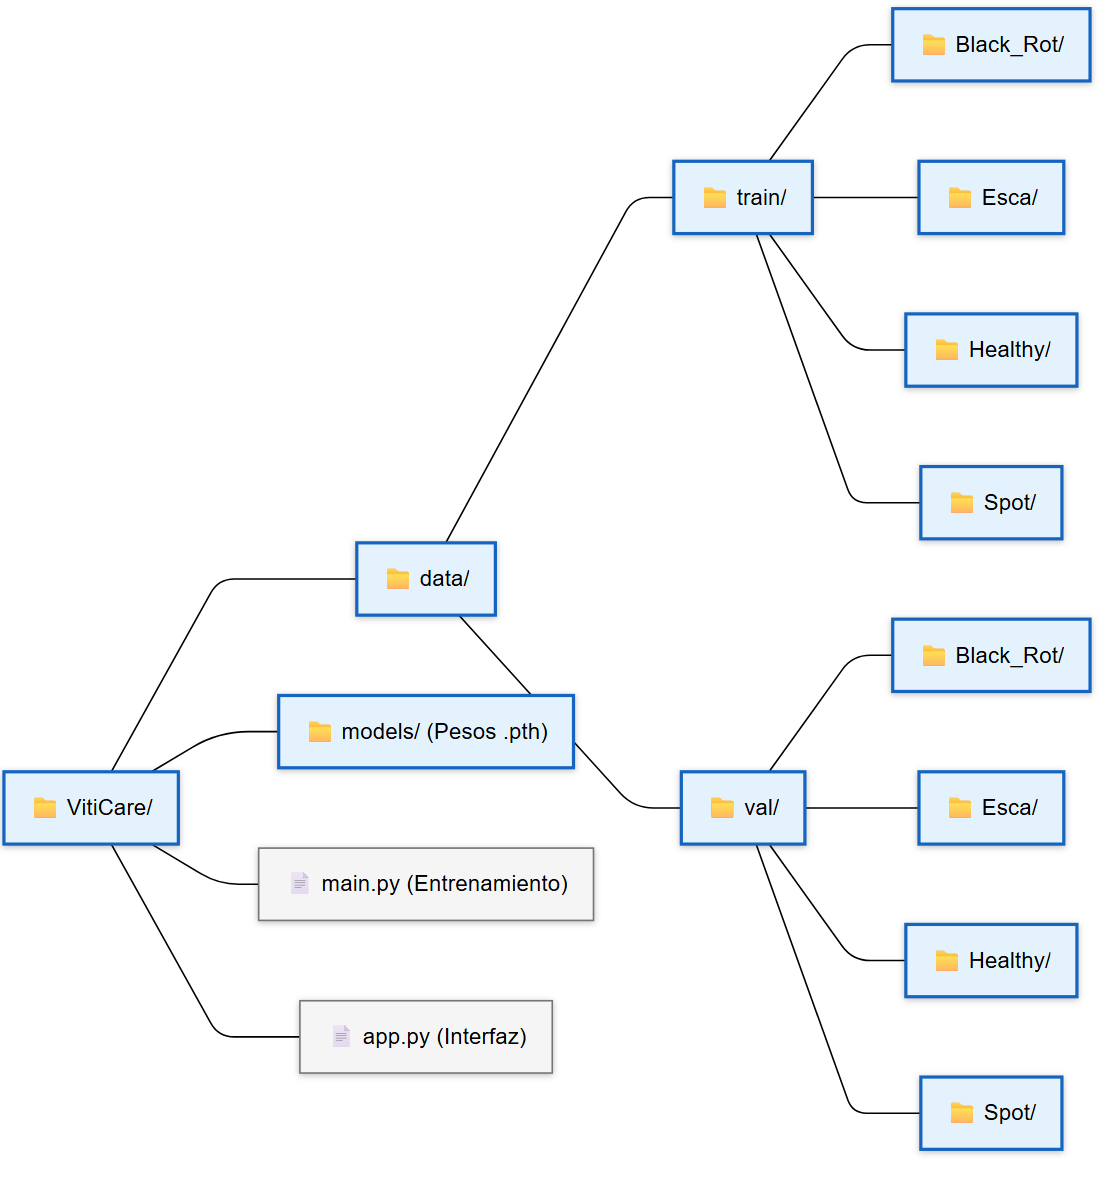 VitiCare/
data/
train/
Black_Rot/
Esca/
Healthy/
Spot/
val/
Black_Rot/
Esca/
Healthy/
Spot/
models/ (Pesos .pth)
main.py (Entrenamiento)
app.py (Interfaz)